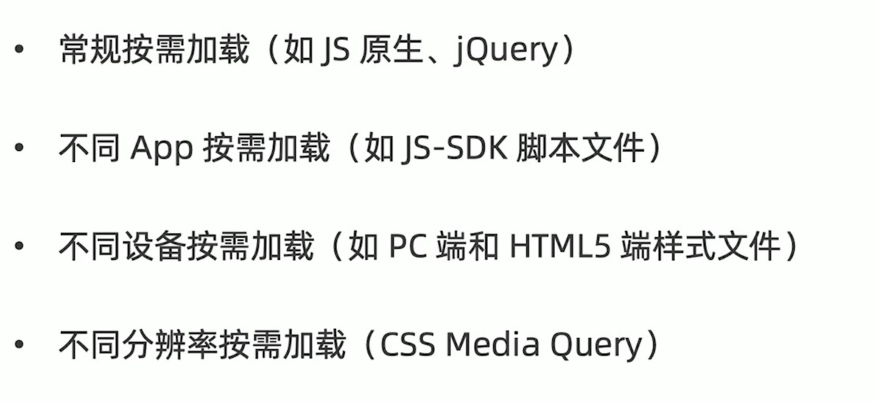 • 常规按需加载（如 JS 原生、jQuery）
• 不同 App 按需加载（如 JS-SDK 脚本文件）
• 不同设备按需加载（如 PC 端和 HTML5 端样式文件）
• 不同分辨率按需加载（CSS Media Query）